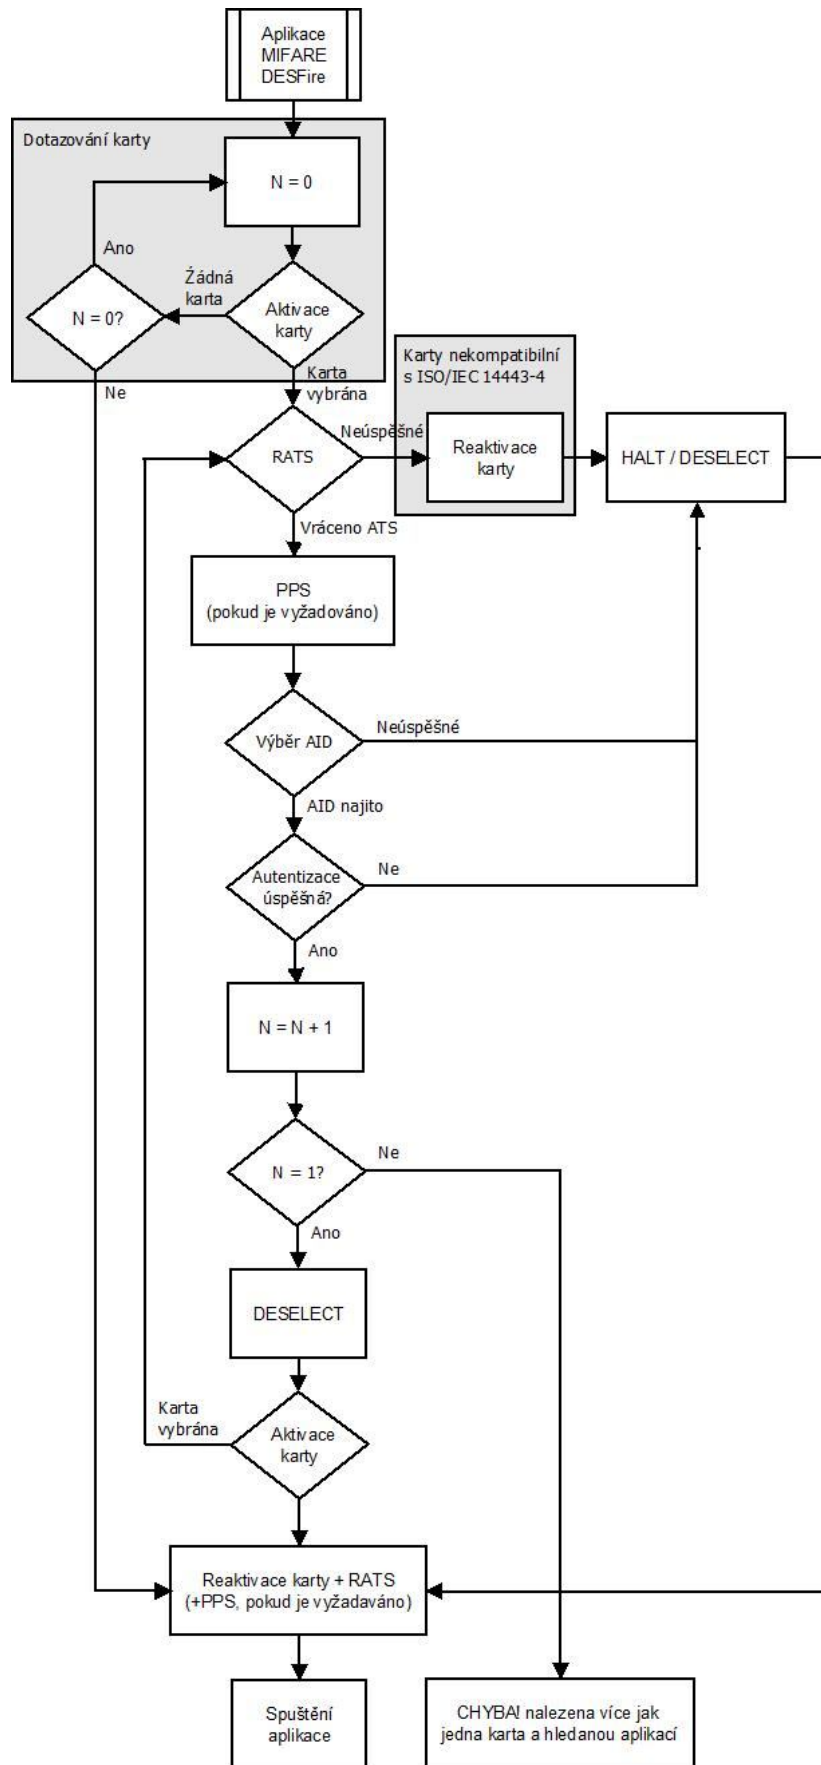 Aplikace
MIFARE
DESFire
Dotazování karty
N = 0
Ano
Žádná
karta
N = 0?
Aktivace
karty
Karty nekompatibilní
s ISO/IEC 14443-4
Ne
Karta
vybrána
Neúspěšné
RATS
Reaktivace
karty
HALT / DESELECT
Vráceno ATS
PPS
(pokud je vyžadováno)
Neúspěšné
Výběr AID
AID najito
Autentizace
úspěšná?
Ne
Ano
N = N + 1
Ne
N = 1?
Ano
DESELECT
Karta
vybrána
Aktivace
karty
Reaktivace karty + RATS
(+PPS, pokud je vyžadaváno)
Spuštění
aplikace
CHYBA! nalezena více jak
jedna karta a hledanou aplikací